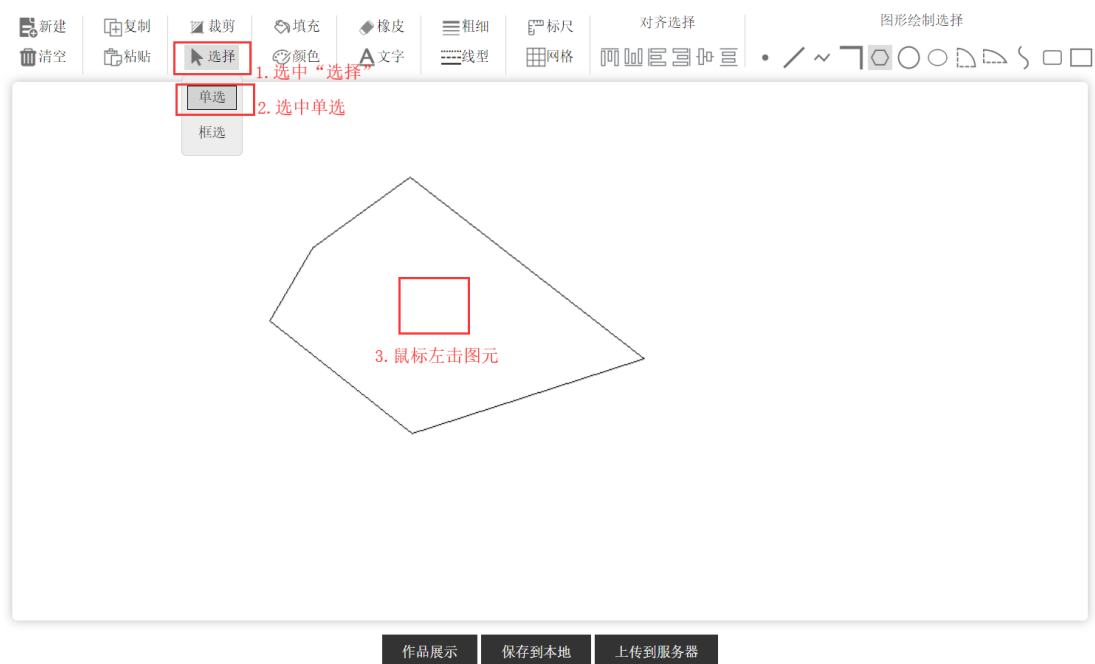 新建 复制 裁剪 填充 橡皮 粗细 标尺 对齐选择 图形绘制选择
清空 粘贴 选择 颜色 文字 线型 网格
1.选中“选择”
单选
2.选中单选
框选
3.鼠标左击图元
作品展示 保存到本地 上传到服务器